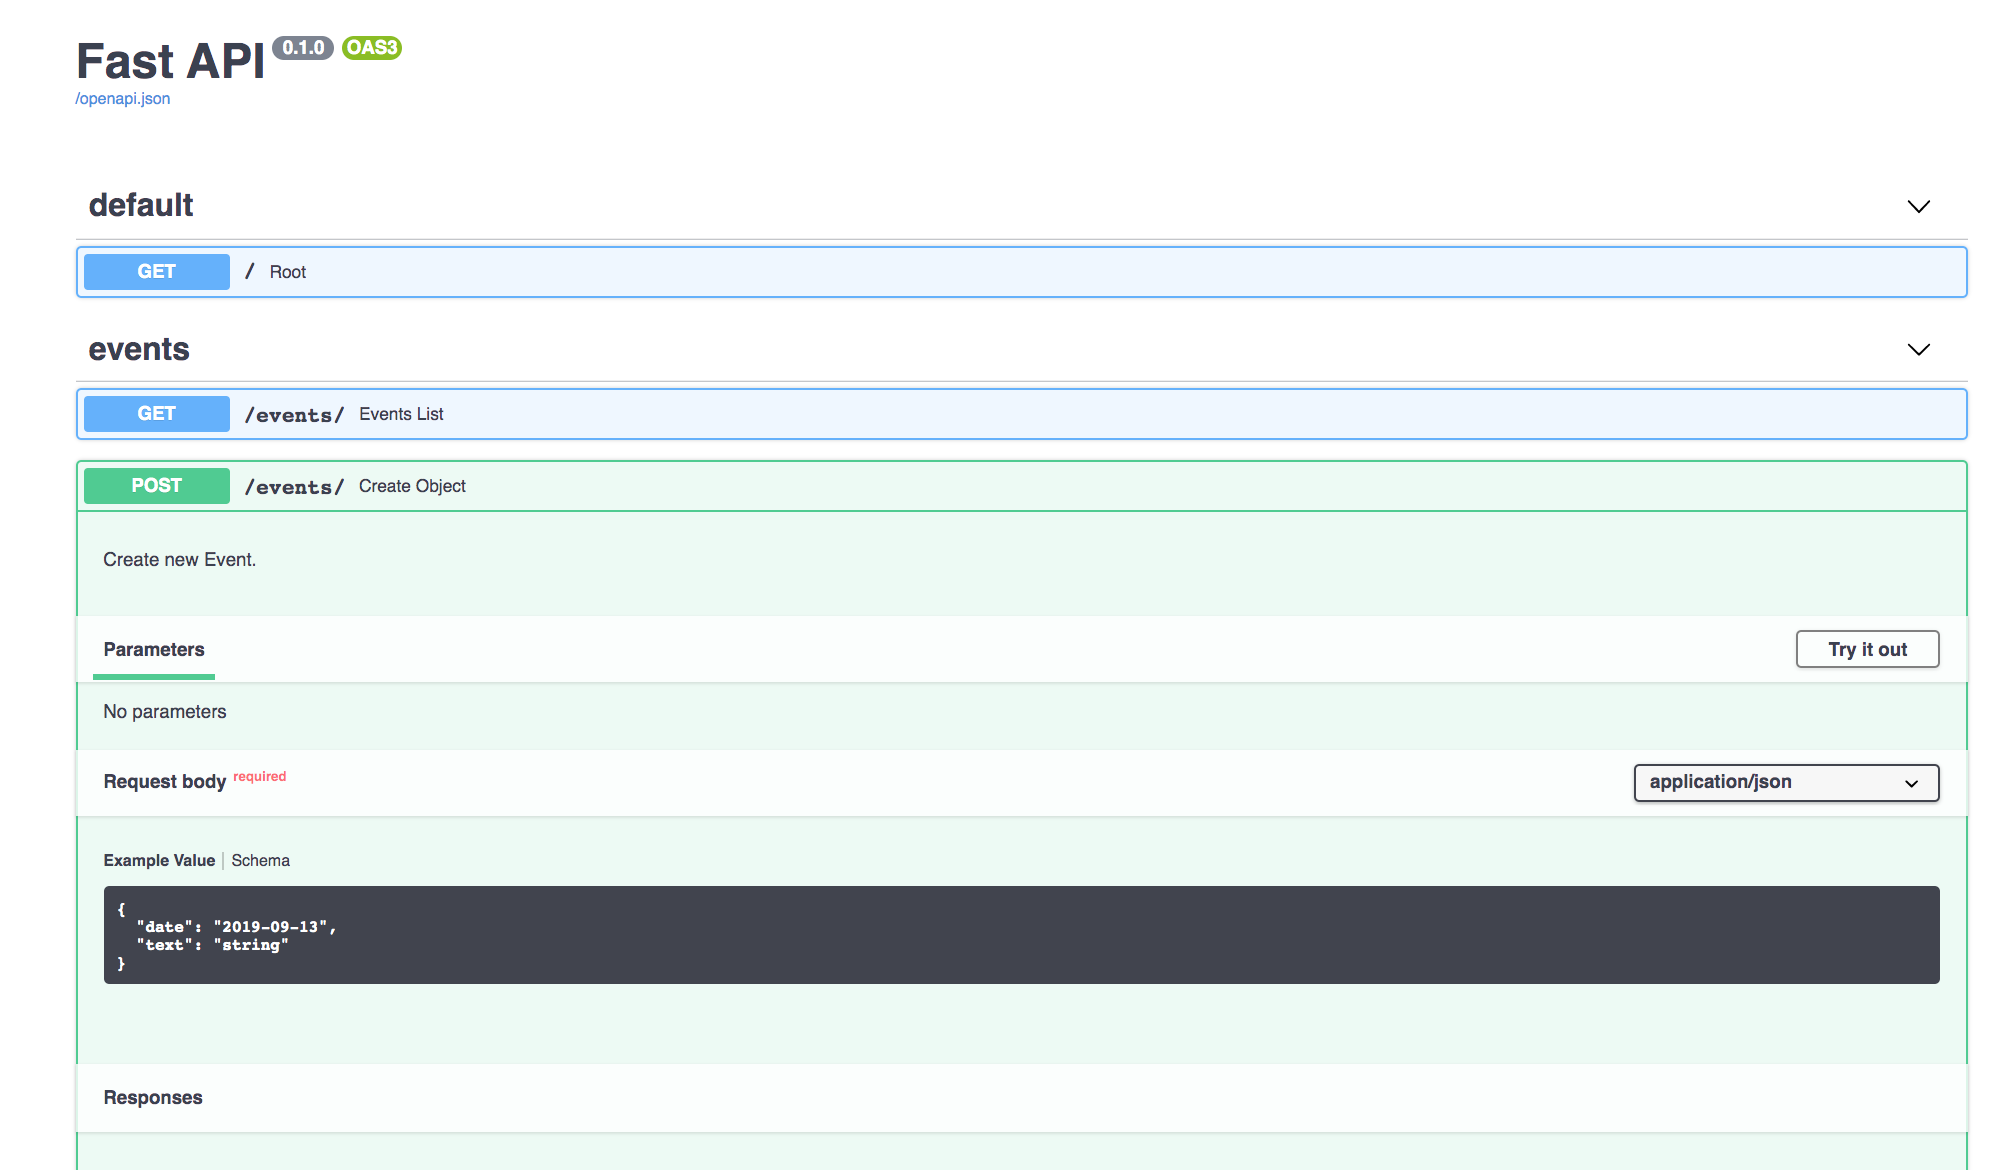 Fast API 0.1.0 OAS3
/openapi.json
default
GET / Root
events
GET /events/ Events List
POST /events/ Create Object
Create new Event.
Parameters Try it out
No parameters
Request body required application/json
Example Value Schema
{
"date": "2019-09-13",
"text": "string"
}
Responses